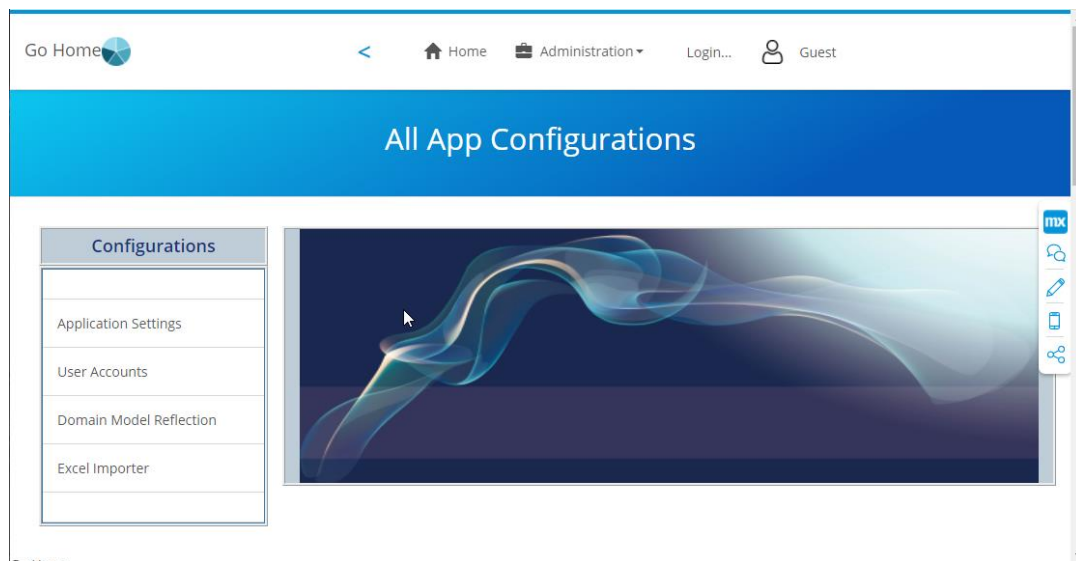 Go Home
< Home Administration Login... Guest
All App Configurations
mx
Configurations
Application Settings
User Accounts
Domain Model Reflection
Excel Importer